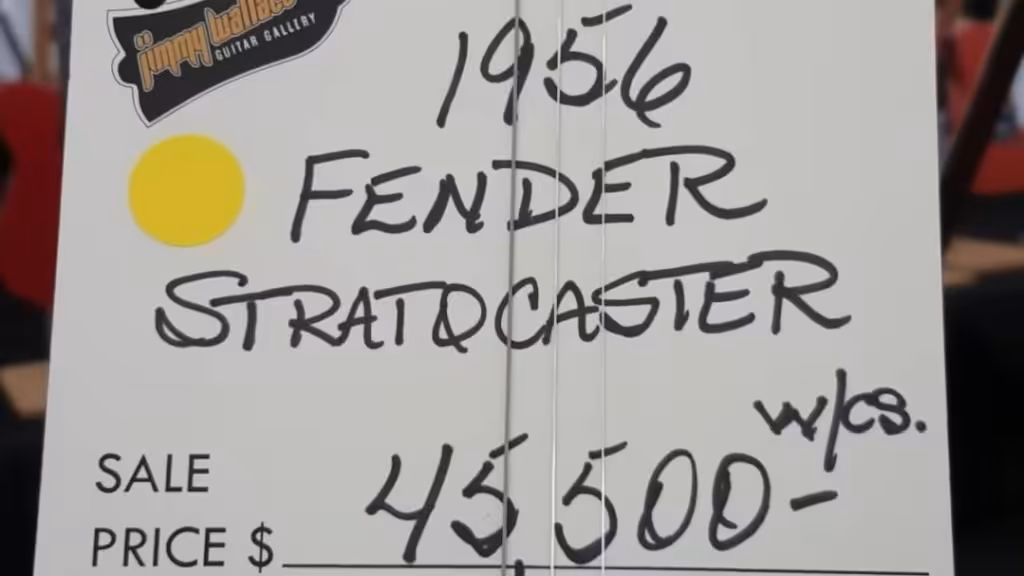 jimmy wallace
GUITAR GALLERY
1956
FENDER
STRATOCASTER
w/cs.
SALE
PRICE $ 45,500-